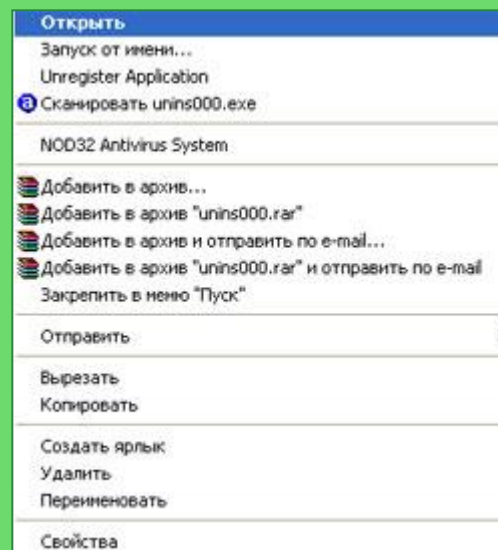 Открыть
Запуск от имени...
Unregister Application
Сканировать unins000.exe
NOD32 Antivirus System
Добавить в архив...
Добавить в архив "unins000.rar"
Добавить в архив и отправить по e-mail...
Добавить в архив "unins000.rar" и отправить по e-mail
Закрепить в меню "Пуск"
Отправить
Вырезать
Копировать
Создать ярлык
Удалить
Переименовать
Свойства